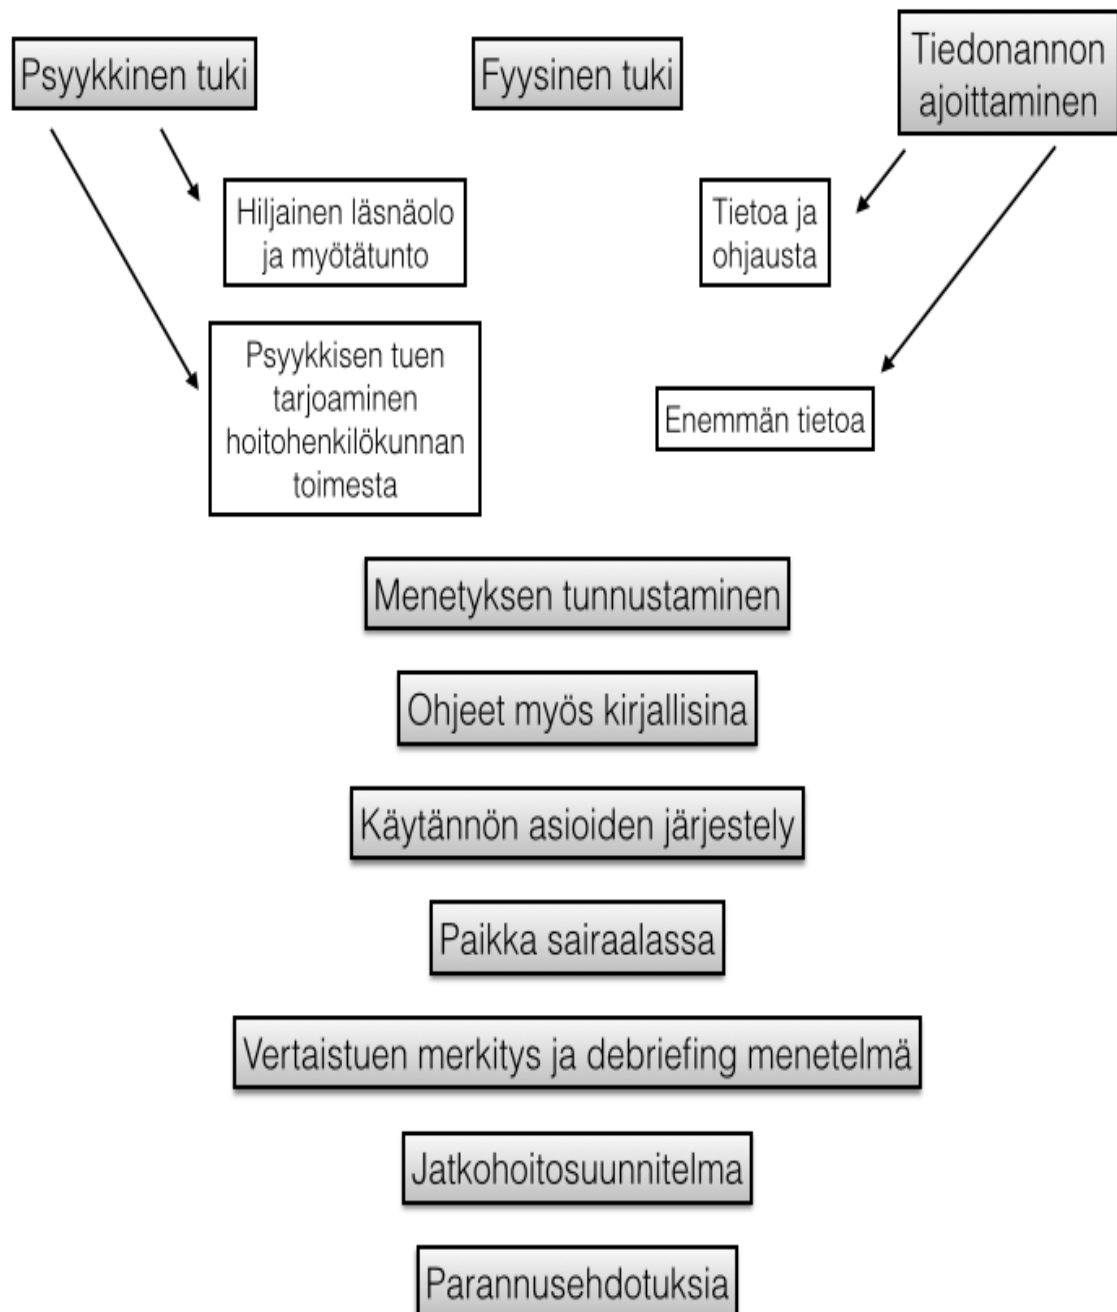 Psyykkinen tuki
Fyysinen tuki
Tiedonannon
ajoittaminen
Hiljainen läsnäolo
ja myötätunto
Tietoa ja
ohjausta
Psyykkisen tuen
tarjoaminen
hoitohenkilökunnan
toimesta
Enemmän tietoa
Menetyksen tunnustaminen
Ohjeet myös kirjallisina
Käytännön asioiden järjestely
Paikka sairaalassa
Vertaistuen merkitys ja debriefing menetelmä
Jatkohoitosuunnitelma
Parannusehdotuksia